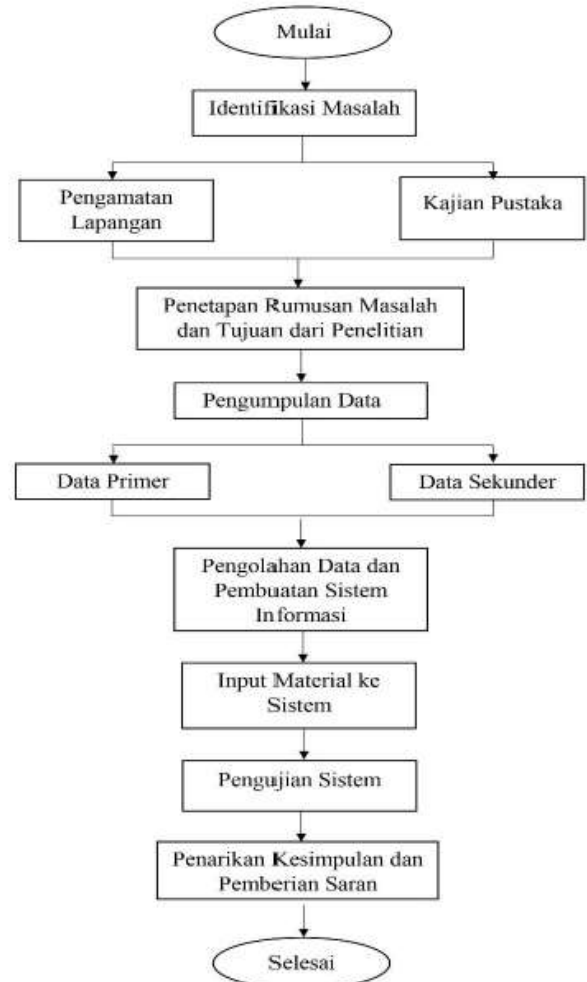 Mulai
Identifikasi Masalah
Pengamatan
Lapangan
Kajian Pustaka
Penetapan Rumusan Masalah
dan Tujuan dari Penelitian
Pengumpulan Data
Data Primer
Data Sekunder
Pengolahan Data dan
Pembuatan Sistem
Informasi
Input Material ke
Sistem
Pengujian Sistem
Penarikan Kesimpulan dan
Pemberian Saran
Selesai